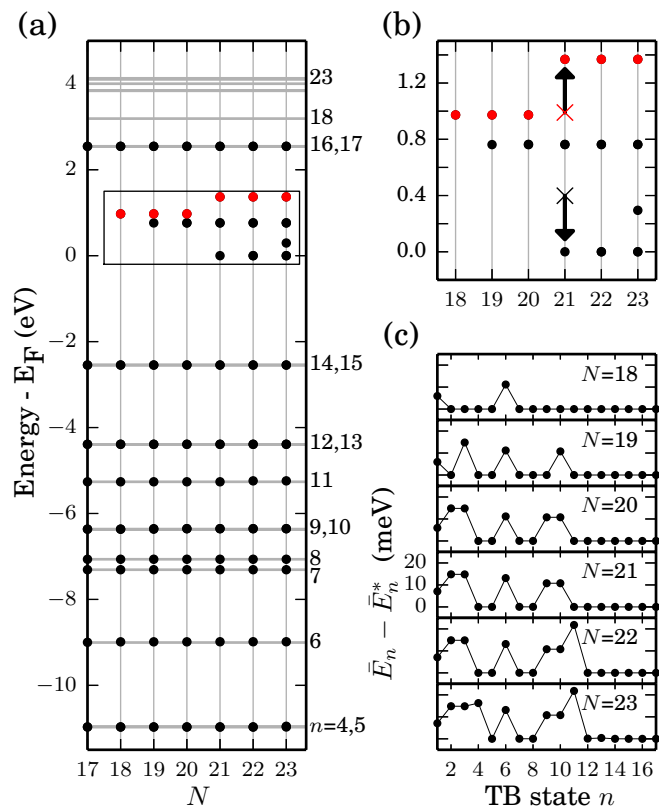 (a)
Energy - E_F (eV)
4
2
0
−2
−4
−6
−8
−10
23
18
16,17
14,15
12,13
11
9,10
8
7
6
n=4,5
17 18 19 20 21 22 23
N
(b)
1.2
0.8
0.4
0.0
18 19 20 21 22 23
(c)
Ē_n − Ē*_n (meV)
N=18
N=19
N=20
20
10
0
N=21
N=22
N=23
2 4 6 8 10 12 14 16
TB state n